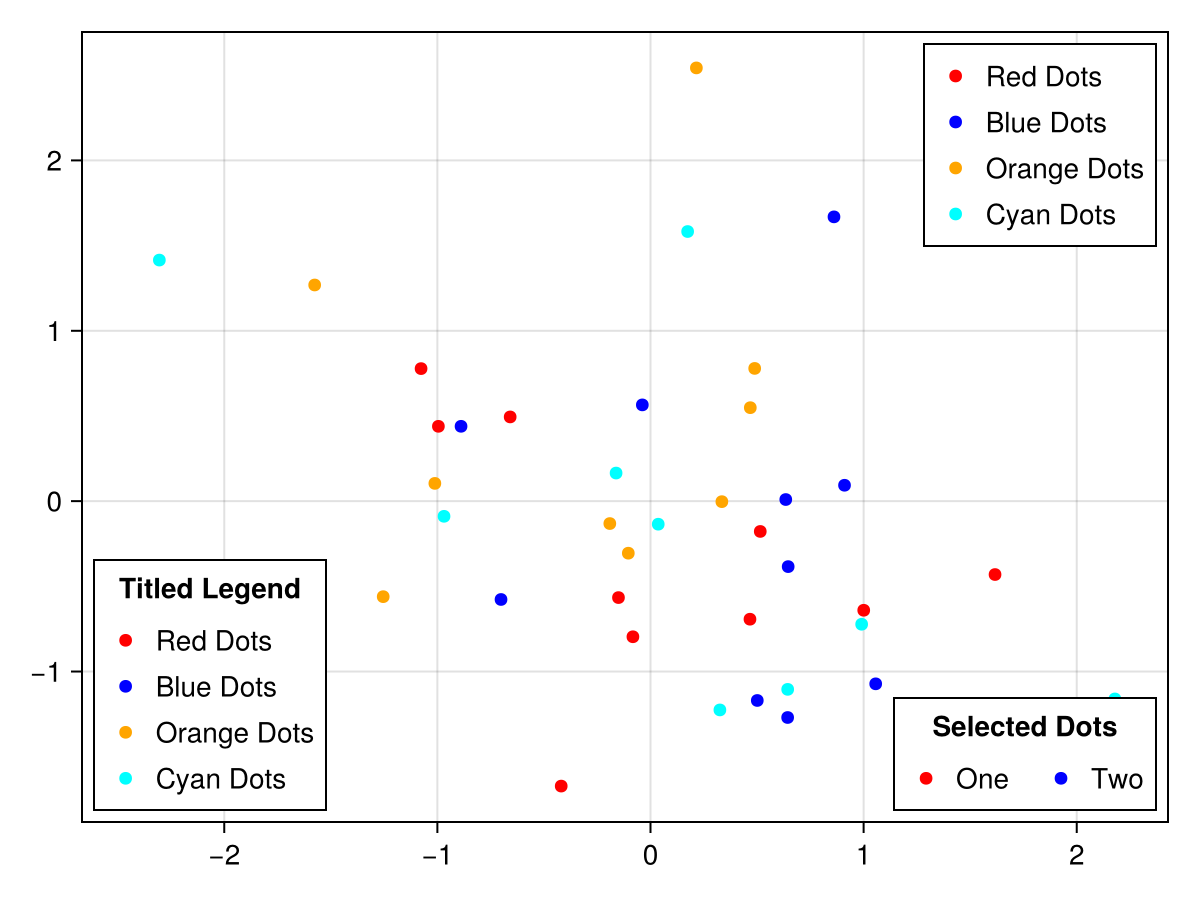 Red Dots
Blue Dots
Orange Dots
Cyan Dots
2
1
0
−1
Titled Legend
Red Dots
Blue Dots
Orange Dots
Cyan Dots
Selected Dots
One Two
−2 −1 0 1 2